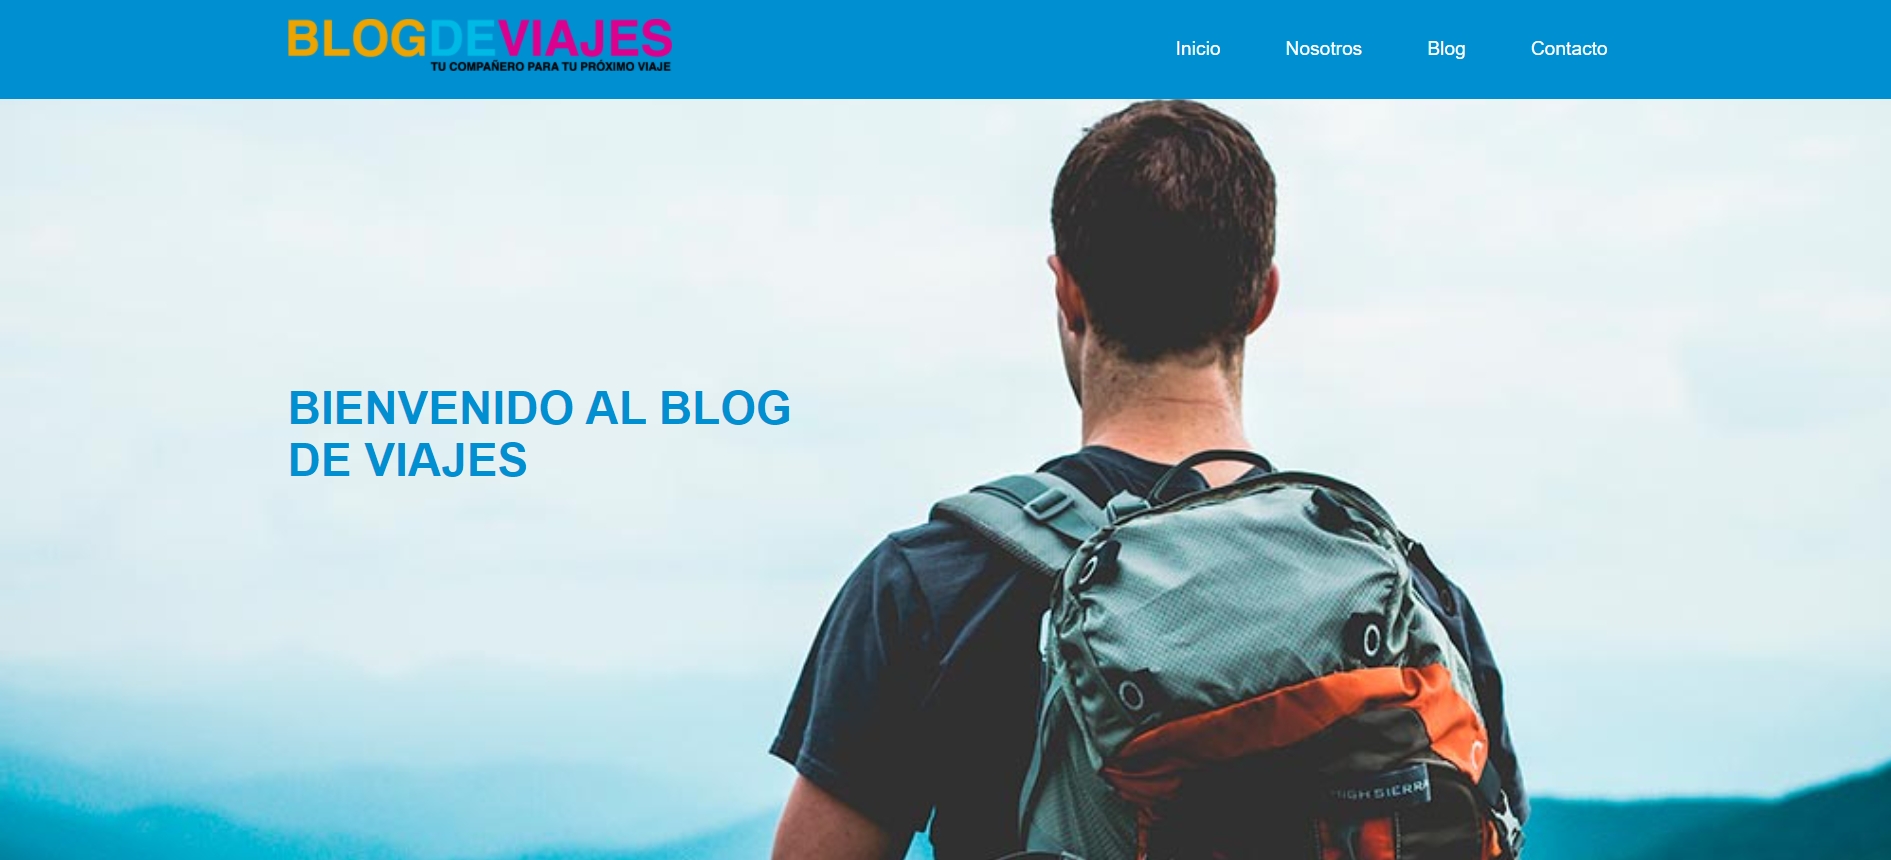 BLOGDEVIAJES
TU COMPAÑERO PARA TU PRÓXIMO VIAJE
Inicio Nosotros Blog Contacto
BIENVENIDO AL BLOG
DE VIAJES
HIGH SIERRA